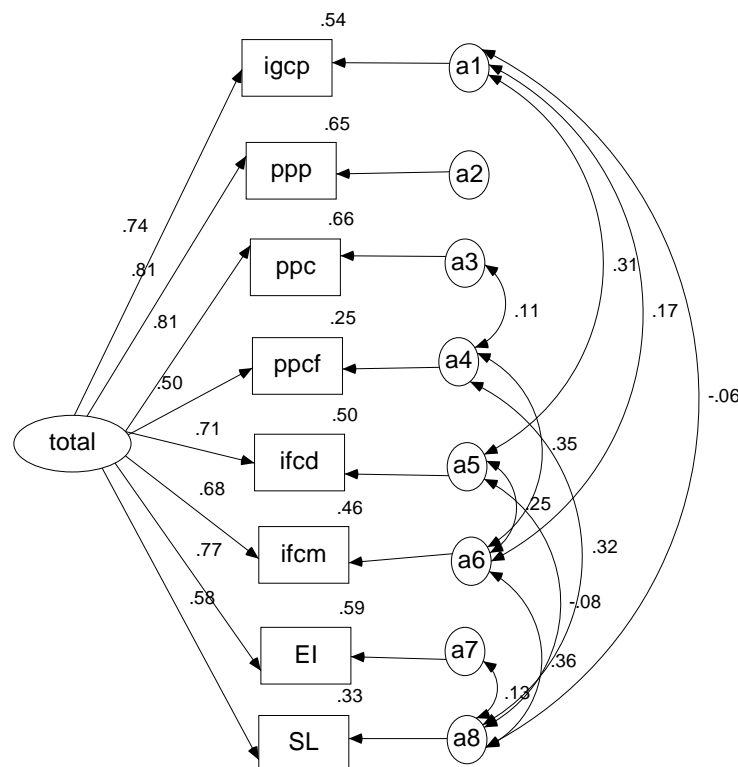 .54
igcp
a1
.65
ppp
a2
.74
.66
.81
ppc
a3
.31
.81
.25
.11
.17
ppcf
a4
.50
.50
-.06
total
.71
ifcd
a5
.35
.68
.46
.25
.77
ifcm
a6
.32
.58
.59
-.08
EI
a7
.36
.33
.13
SL
a8